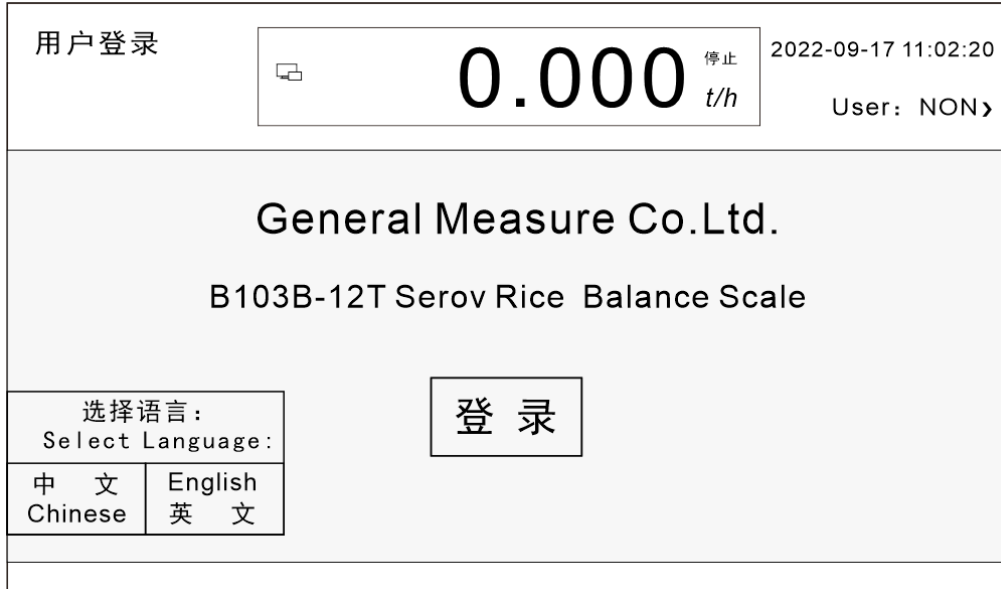 用户登录
0.000
停止
t/h
2022-09-17 11:02:20
User：NON
General Measure Co.Ltd.
B103B-12T Serov Rice Balance Scale
登 录
选择语言：
Select Language:
中 文
Chinese
English
英 文